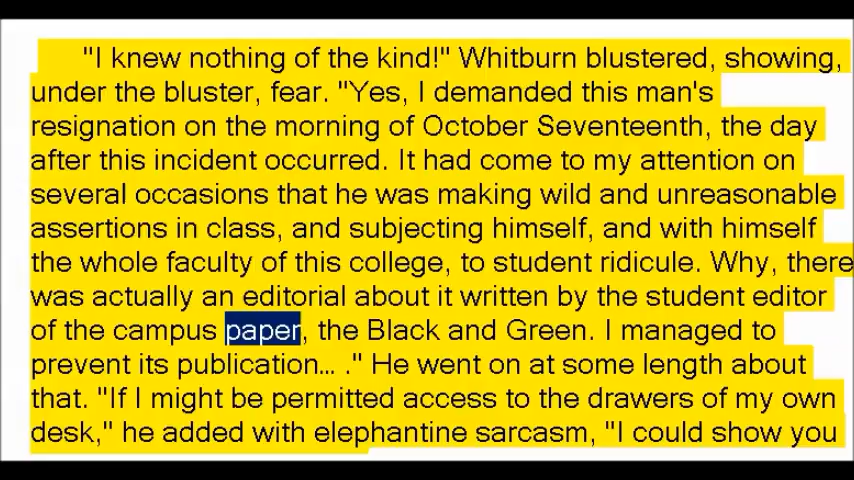 "I knew nothing of the kind!" Whitburn blustered, showing,
under the bluster, fear. "Yes, I demanded this man's
resignation on the morning of October Seventeenth, the day
after this incident occurred. It had come to my attention on
several occasions that he was making wild and unreasonable
assertions in class, and subjecting himself, and with himself
the whole faculty of this college, to student ridicule. Why, there
was actually an editorial about it written by the student editor
of the campus paper, the Black and Green. I managed to
prevent its publication... ." He went on at some length about
that. "If I might be permitted access to the drawers of my own
desk," he added with elephantine sarcasm, "I could show you